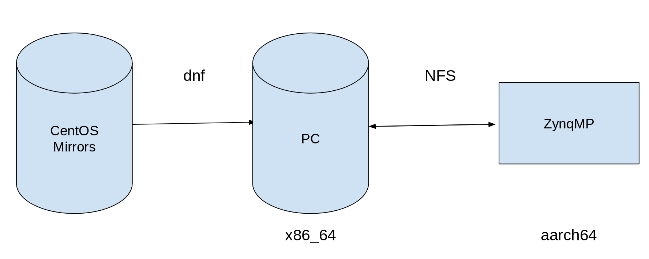 dnf
NFS
CentOS
Mirrors
PC
ZynqMP
x86_64
aarch64